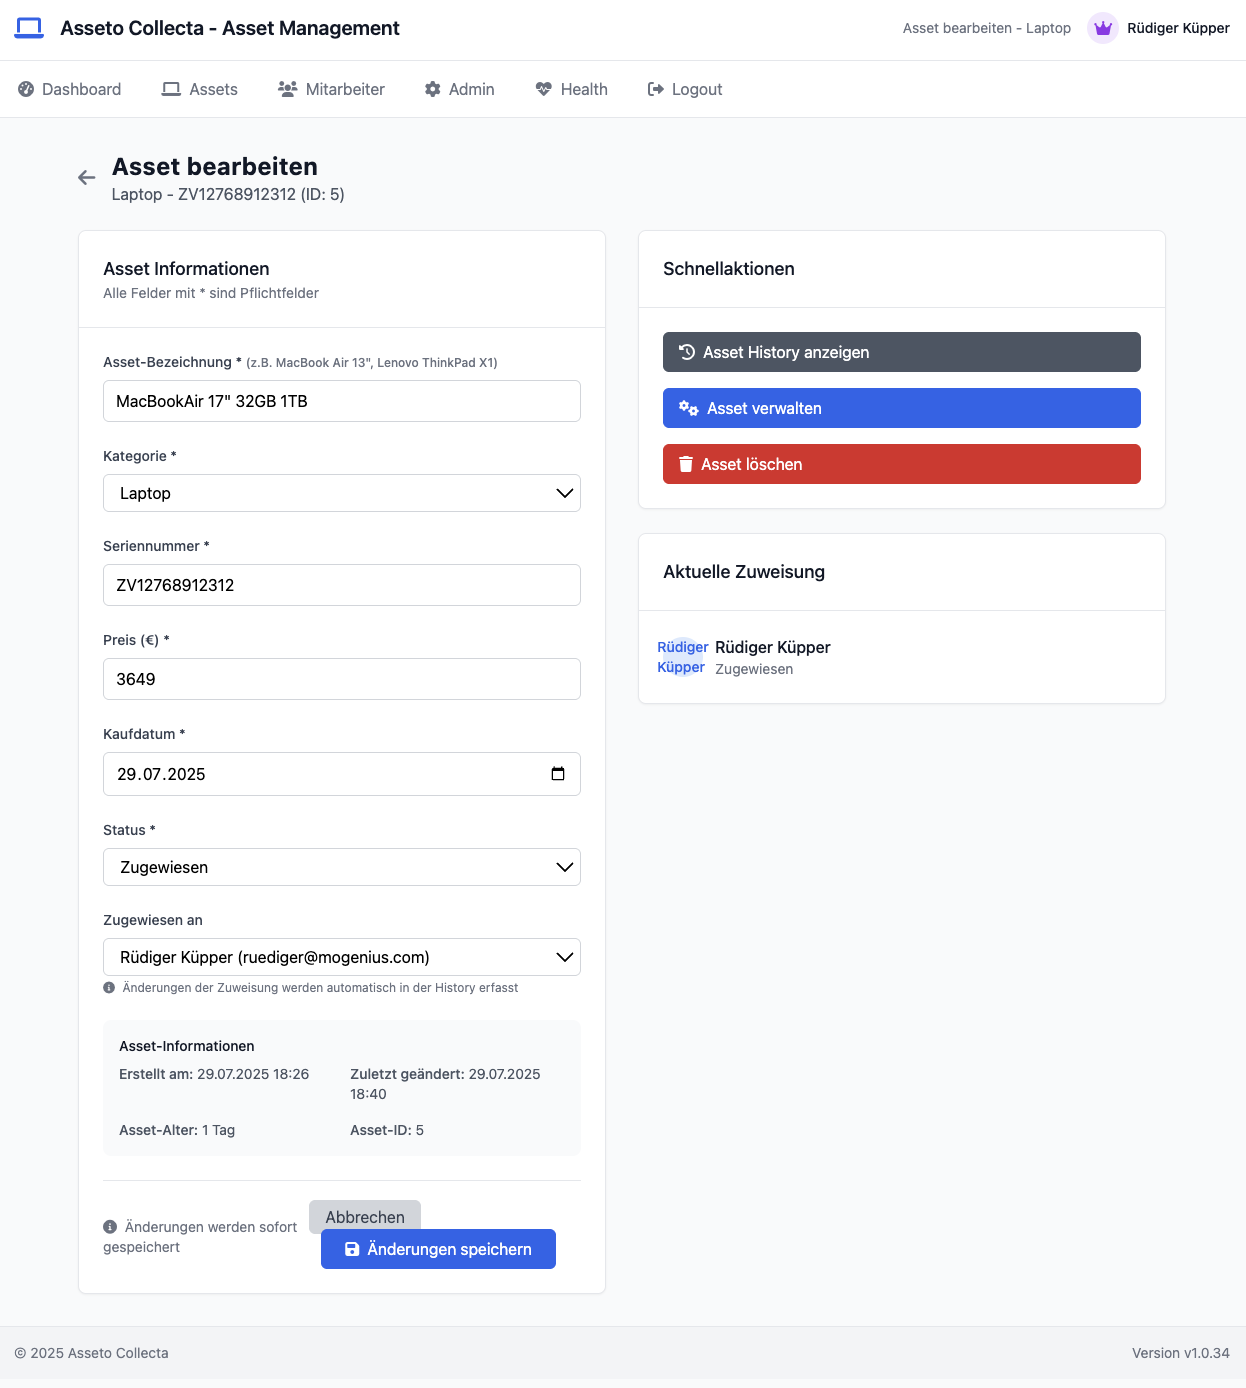 Asseto Collecta - Asset Management
Asset bearbeiten - Laptop
Rüdiger Küpper
Dashboard
Assets
Mitarbeiter
Admin
Health
Logout
Asset bearbeiten
Laptop - ZV12768912312 (ID: 5)
Asset Informationen
Alle Felder mit * sind Pflichtfelder
Asset-Bezeichnung * (z.B. MacBook Air 13", Lenovo ThinkPad X1)
MacBookAir 17" 32GB 1TB
Kategorie *
Laptop
Seriennummer *
ZV12768912312
Preis (€) *
3649
Kaufdatum *
29.07.2025
Status *
Zugewiesen
Zugewiesen an
Rüdiger Küpper (ruediger@mogenius.com)
Änderungen der Zuweisung werden automatisch in der History erfasst
Asset-Informationen
Erstellt am: 29.07.2025 18:26
Zuletzt geändert: 29.07.2025
18:40
Asset-Alter: 1 Tag
Asset-ID: 5
Änderungen werden sofort
gespeichert
Abbrechen
Änderungen speichern
Schnellaktionen
Asset History anzeigen
Asset verwalten
Asset löschen
Aktuelle Zuweisung
Rüdiger
Küpper
Rüdiger Küpper
Zugewiesen
© 2025 Asseto Collecta
Version v1.0.34